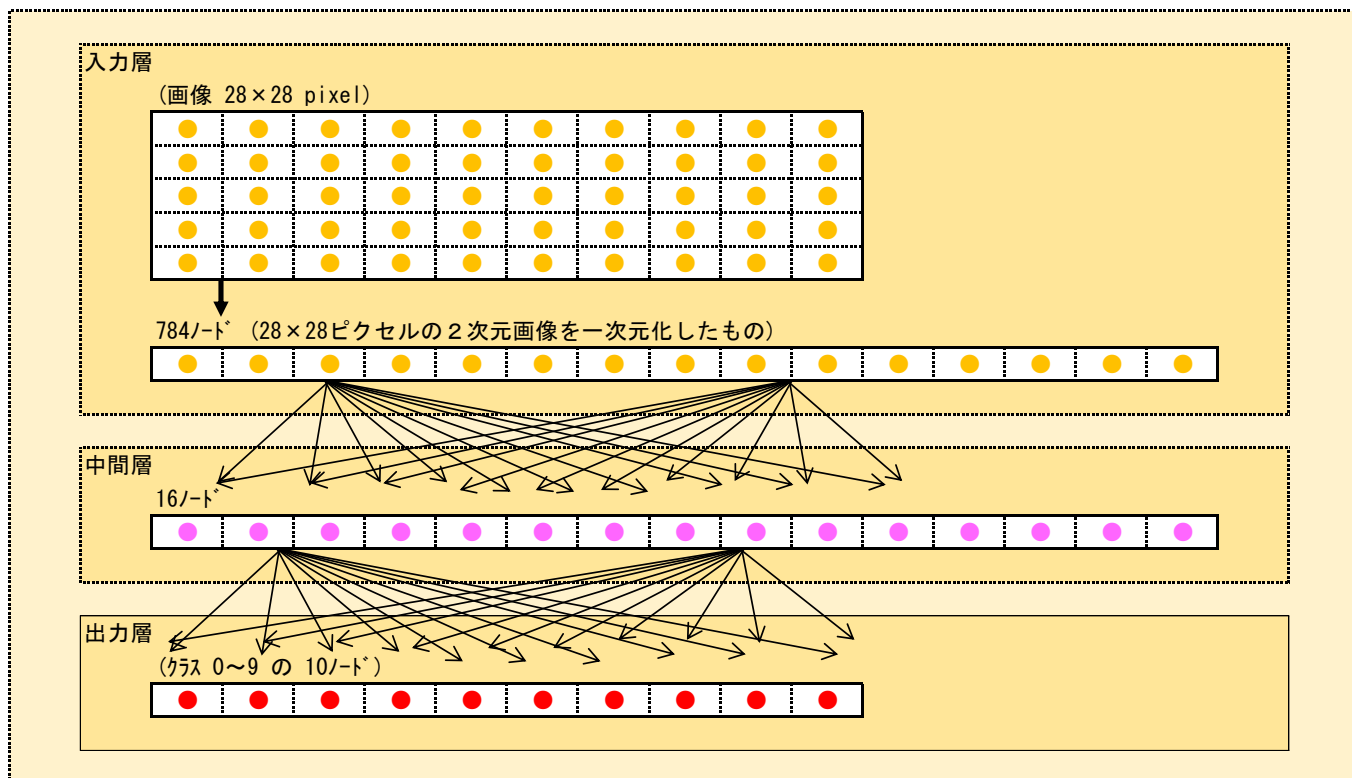 入力層
(画像 28×28 pixel)
784ﾉｰﾄﾞ (28×28ピクセルの２次元画像を一次元化したもの)
中間層
16ﾉｰﾄﾞ
出力層
(ｸﾗｽ 0～9 の 10ﾉｰﾄﾞ)